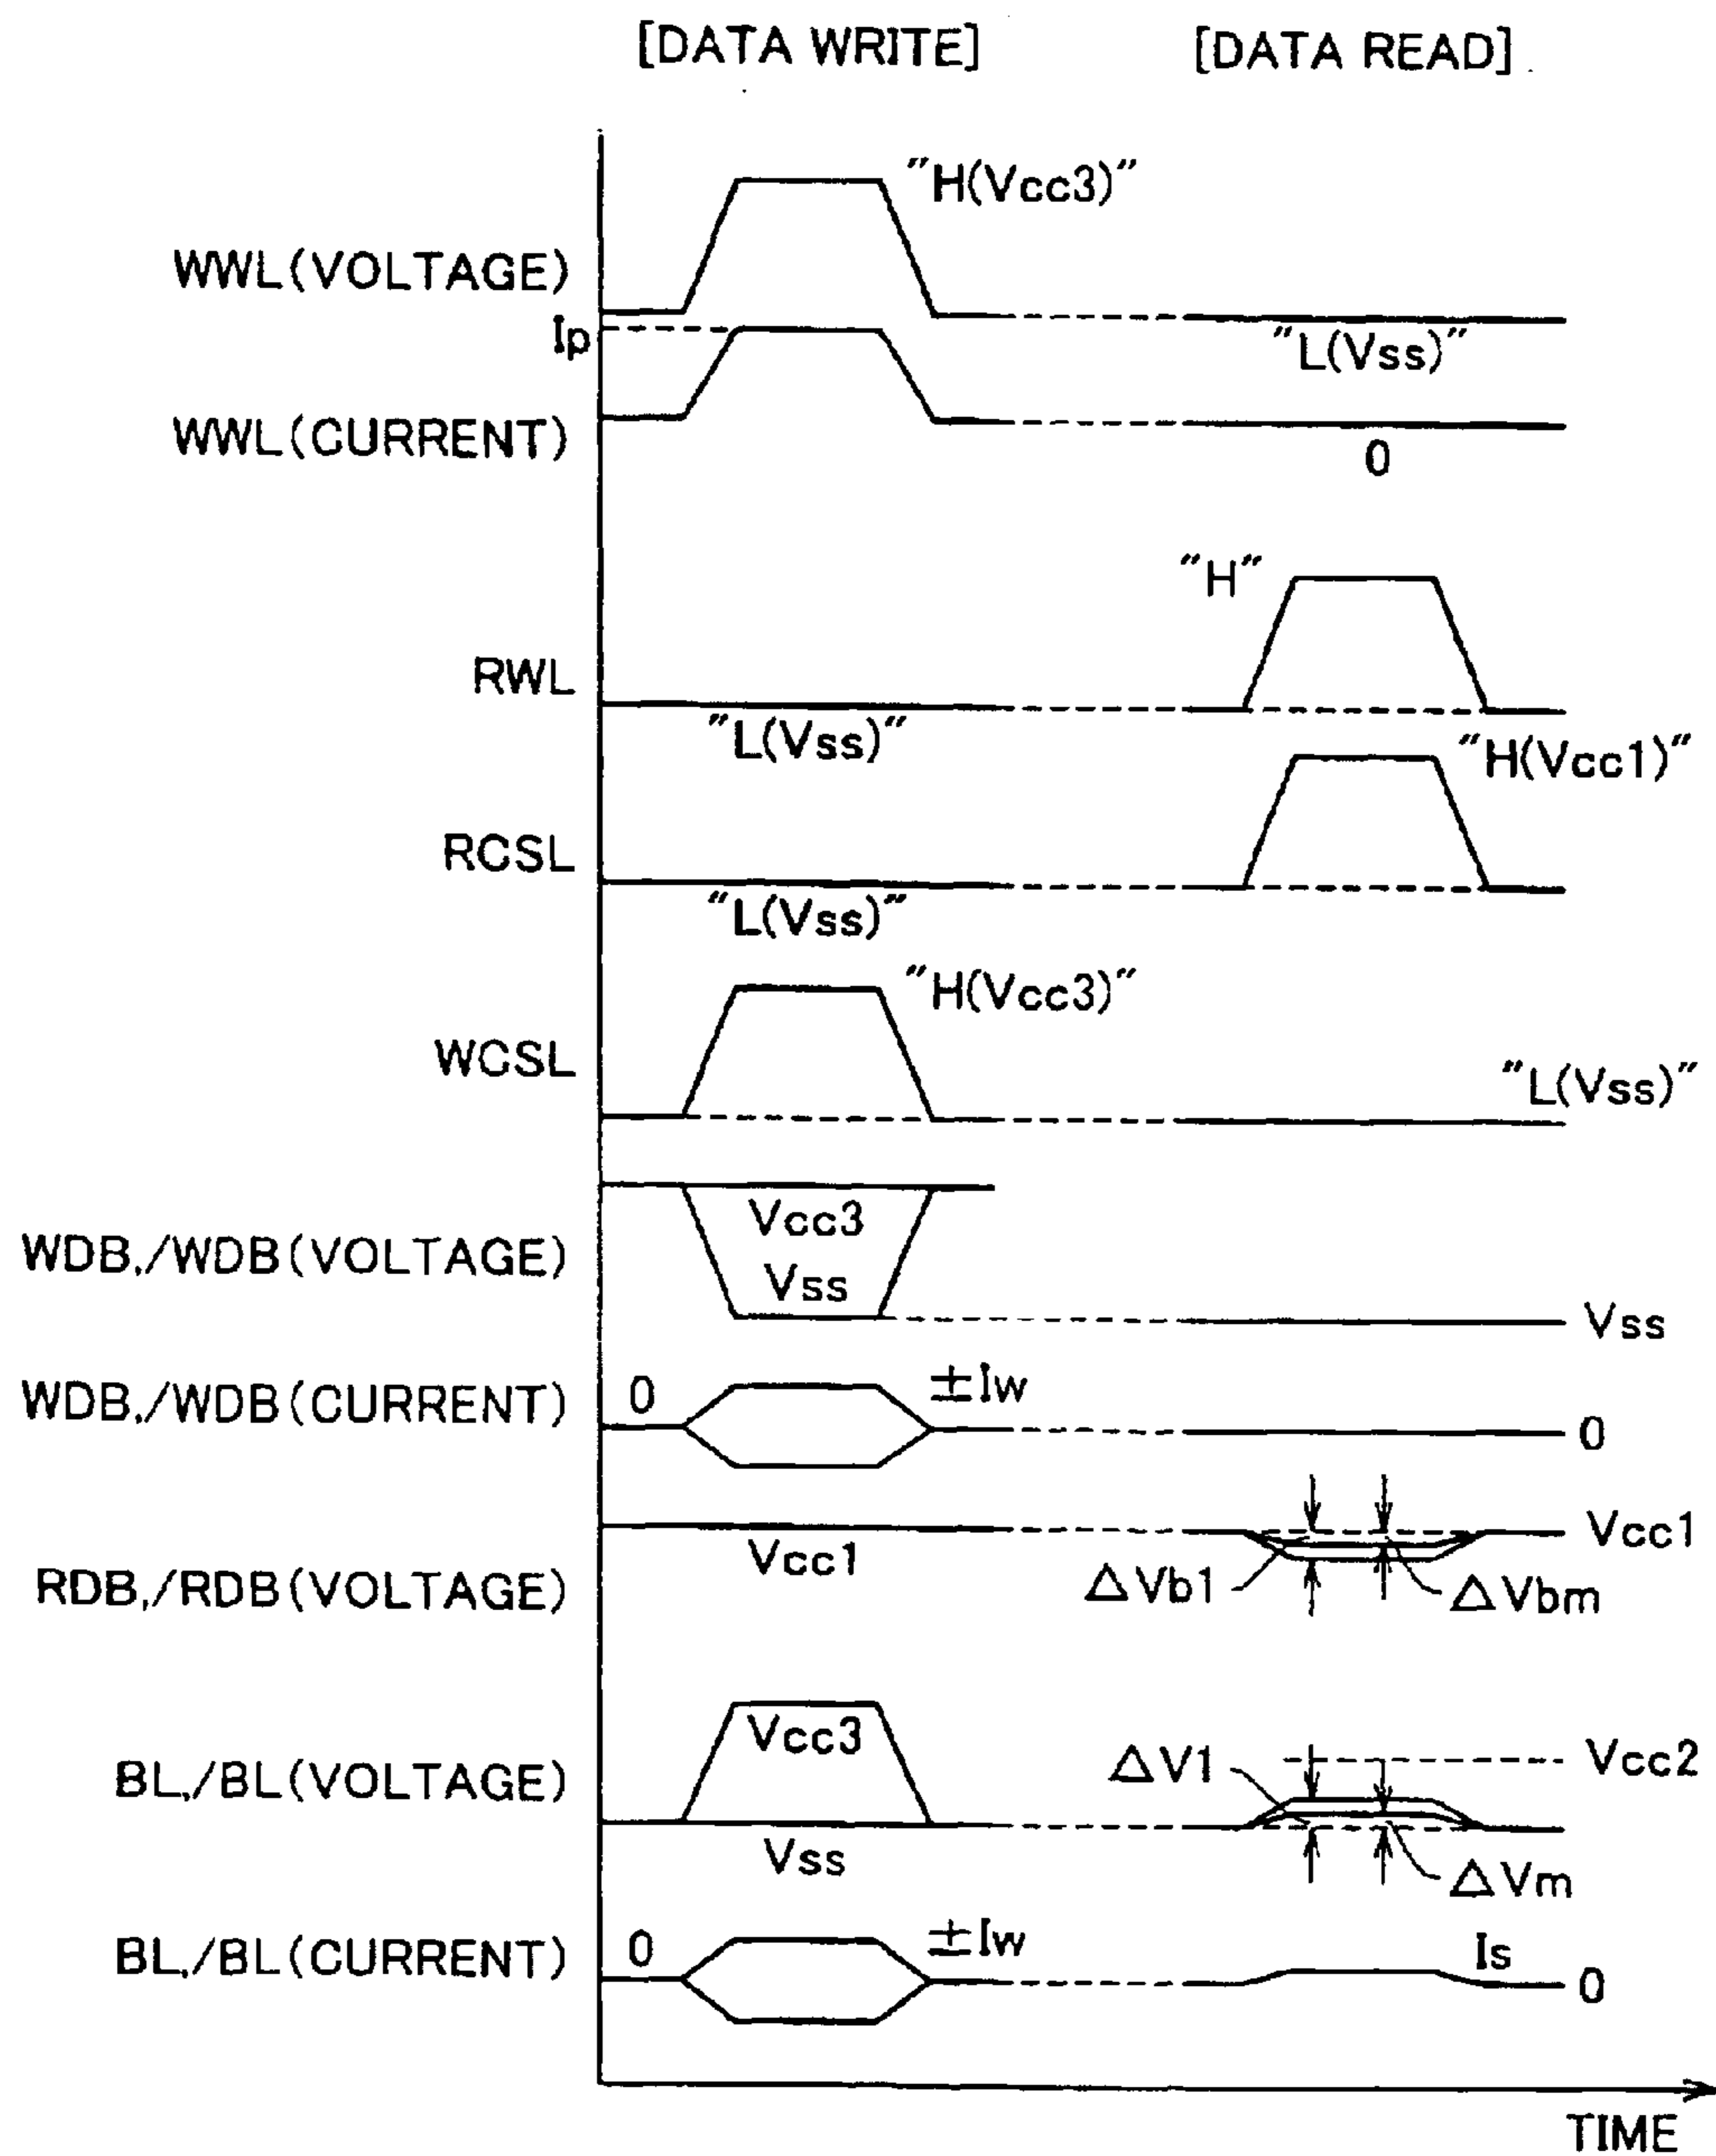 [DATA WRITE] [DATA READ]
"H(Vcc3)"
WWL(VOLTAGE)
Ip
"L(Vss)"
WWL(CURRENT)
0
"H"
RWL
"L(Vss)"
"H(Vcc1)"
RCSL
"L(Vss)"
"H(Vcc3)"
WCSL
"L(Vss)"
Vcc3
WDB,/WDB(VOLTAGE)
Vss
Vss
0 ±Iw
WDB,/WDB(CURRENT)
0
Vcc1
Vcc1
RDB,/RDB(VOLTAGE)
ΔVb1
ΔVbm
Vcc3
Vcc2
BL,/BL(VOLTAGE)
ΔV1
Vss
ΔVm
0 ±Iw
BL,/BL(CURRENT)
Is
0
TIME